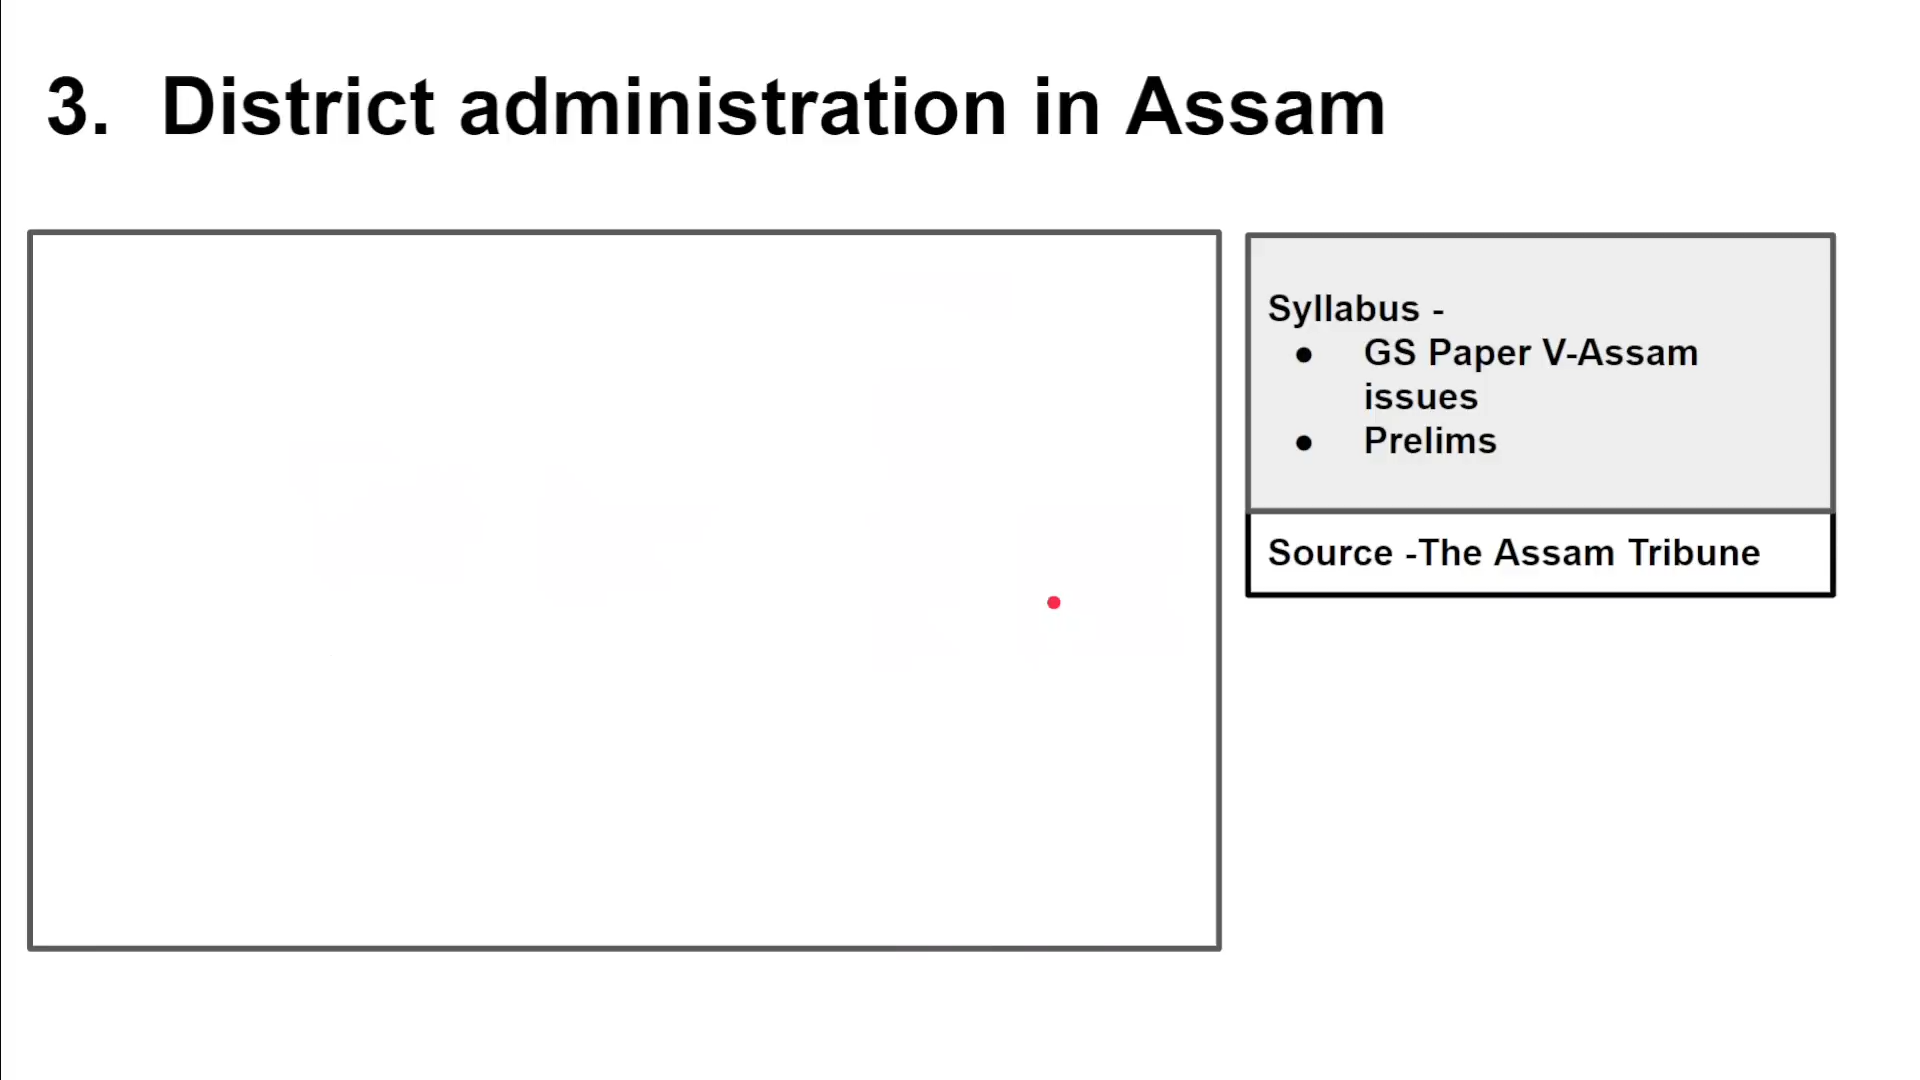 3. District administration in Assam
Syllabus -
● GS Paper V-Assam
issues
● Prelims
Source -The Assam Tribune